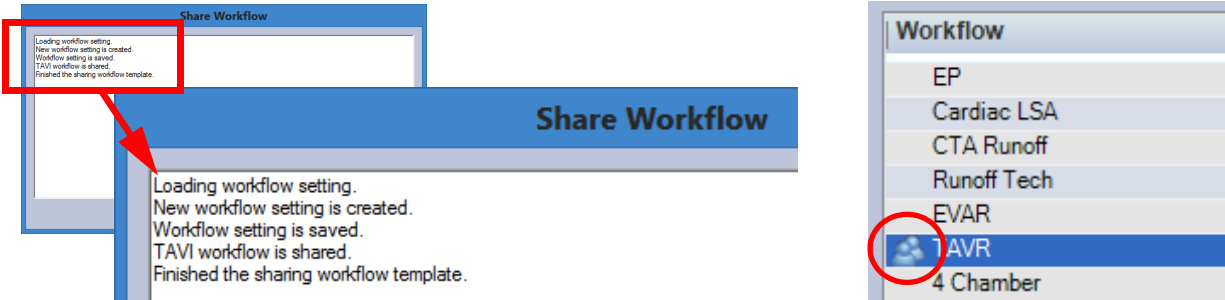 Share Workflow
Loading workflow setting.
New workflow setting is created.
Workflow setting is saved.
TAVI workflow is shared.
Finished the sharing workflow template.
Share Workflow
Loading workflow setting.
New workflow setting is created.
Workflow setting is saved.
TAVI workflow is shared.
Finished the sharing workflow template.
Workflow
EP
Cardiac LSA
CTA Runoff
Runoff Tech
EVAR
TAVR
4 Chamber